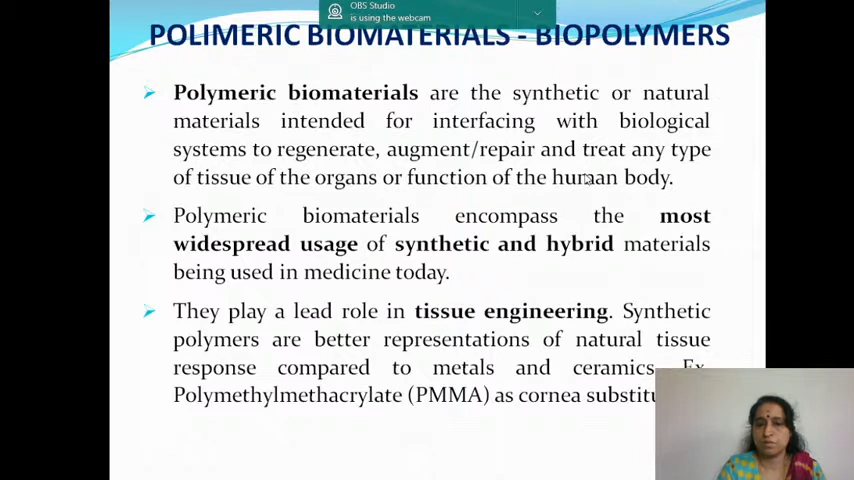 OBS Studio
is using the webcam
POLIMERIC BIOMATERIALS - BIOPOLYMERS
Polymeric biomaterials are the synthetic or natural
materials intended for interfacing with biological
systems to regenerate, augment/repair and treat any type
of tissue of the organs or function of the human body.
Polymeric biomaterials encompass the most
widespread usage of synthetic and hybrid materials
being used in medicine today.
They play a lead role in tissue engineering. Synthetic
polymers are better representations of natural tissue
response compared to metals and ceramics. Ex.
Polymethylmethacrylate (PMMA) as cornea